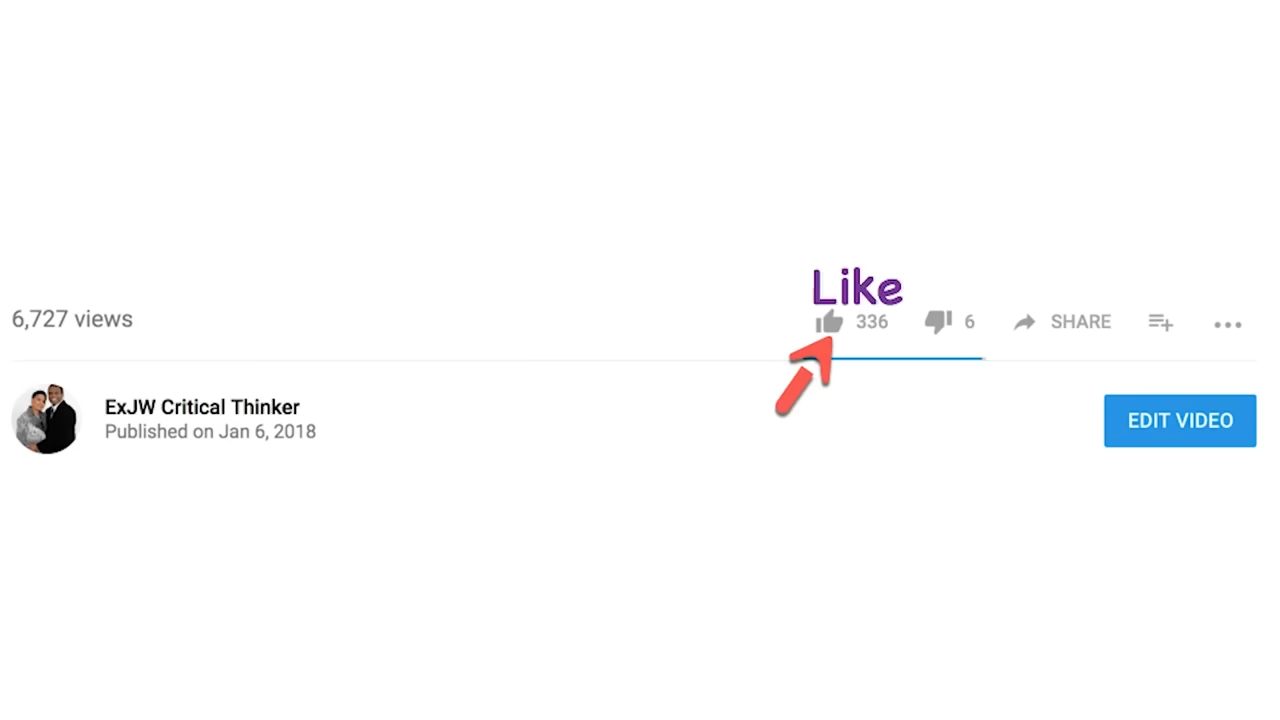 Like
6,727 views
336
6
SHARE
ExJW Critical Thinker
Published on Jan 6, 2018
EDIT VIDEO